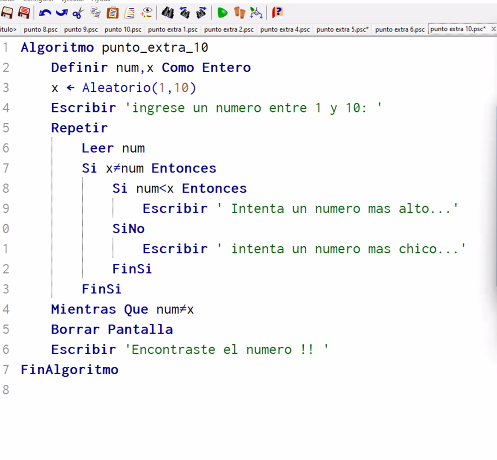 tulo>  punto 8.psc  punto 9.psc  punto 10.psc  punto extra 1.psc  punto extra 2.psc  punto extra 4.psc  punto extra 5.psc*  punto extra 6.psc  punto extra 10.psc*
1 Algoritmo punto_extra_10
2 Definir num,x Como Entero
3 x ← Aleatorio(1,10)
4 Escribir 'ingrese un numero entre 1 y 10: '
5 Repetir
6 Leer num
7 Si x≠num Entonces
8 Si num<x Entonces
9 Escribir ' Intenta un numero mas alto...'
0 SiNo
1 Escribir ' intenta un numero mas chico...'
2 FinSi
3 FinSi
4 Mientras Que num≠x
5 Borrar Pantalla
6 Escribir 'Encontraste el numero !! '
7 FinAlgoritmo
8